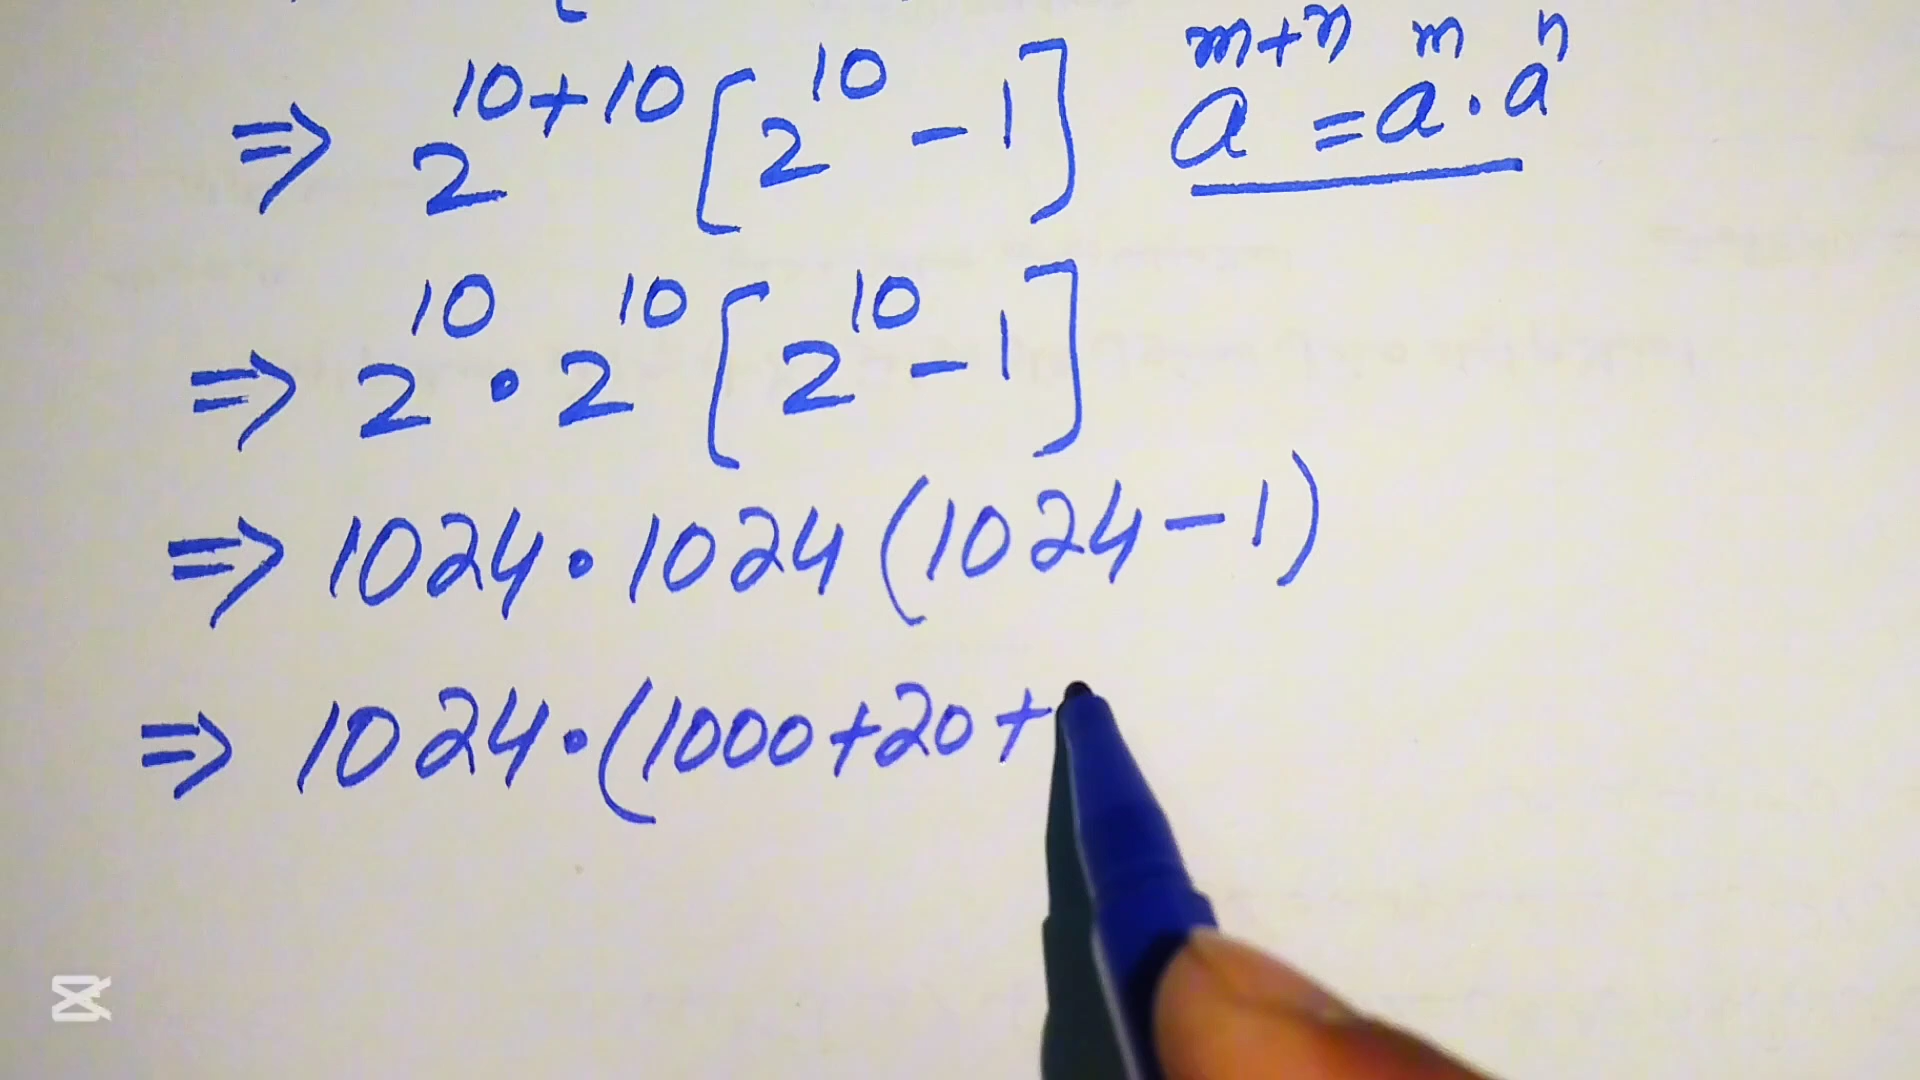 ⇒ 2^{10+10} [2^{10} - 1] a^{m+n} = a^m · a^n
⇒ 2^{10} · 2^{10} [2^{10} - 1]
⇒ 1024 · 1024 (1024 - 1)
⇒ 1024 · (1000 + 20 +